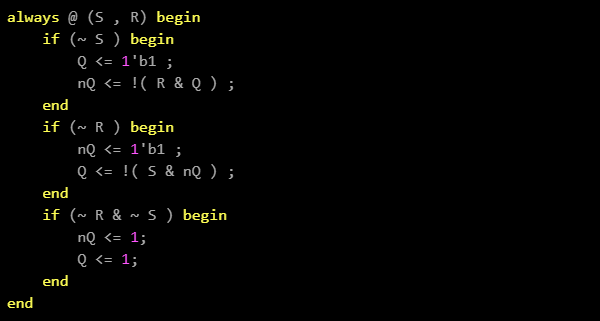 always @ (S , R) begin
    if (~ S ) begin
        Q <= 1'b1 ;
        nQ <= !( R & Q ) ;
    end
    if (~ R ) begin
        nQ <= 1'b1 ;
        Q <= !( S & nQ ) ;
    end
    if (~ R & ~ S ) begin
        nQ <= 1;
        Q <= 1;
    end
end